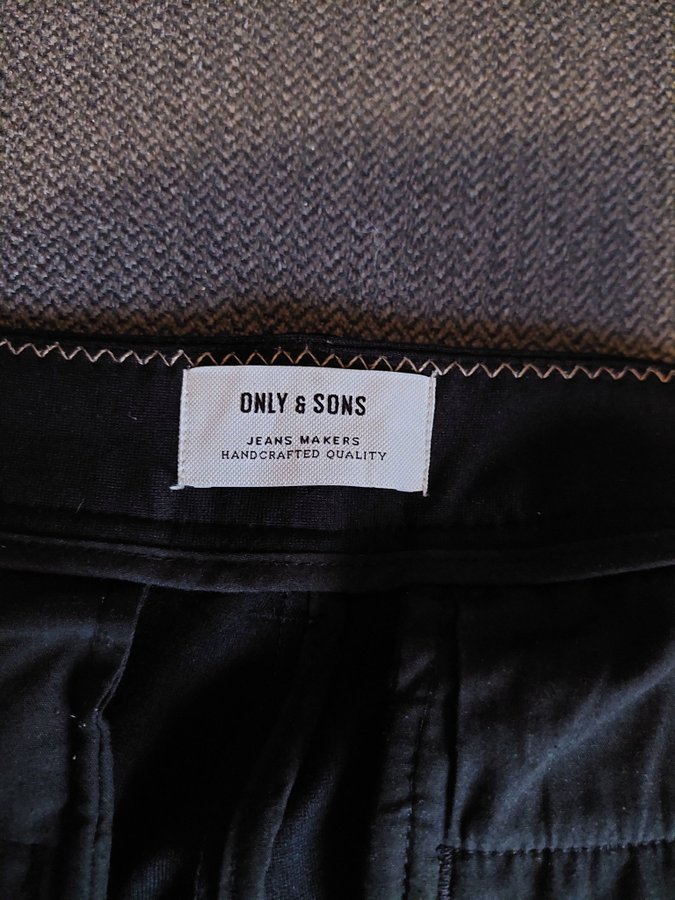 ONLY & SONS
JEANS MAKERS
HANDCRAFTED QUALITY